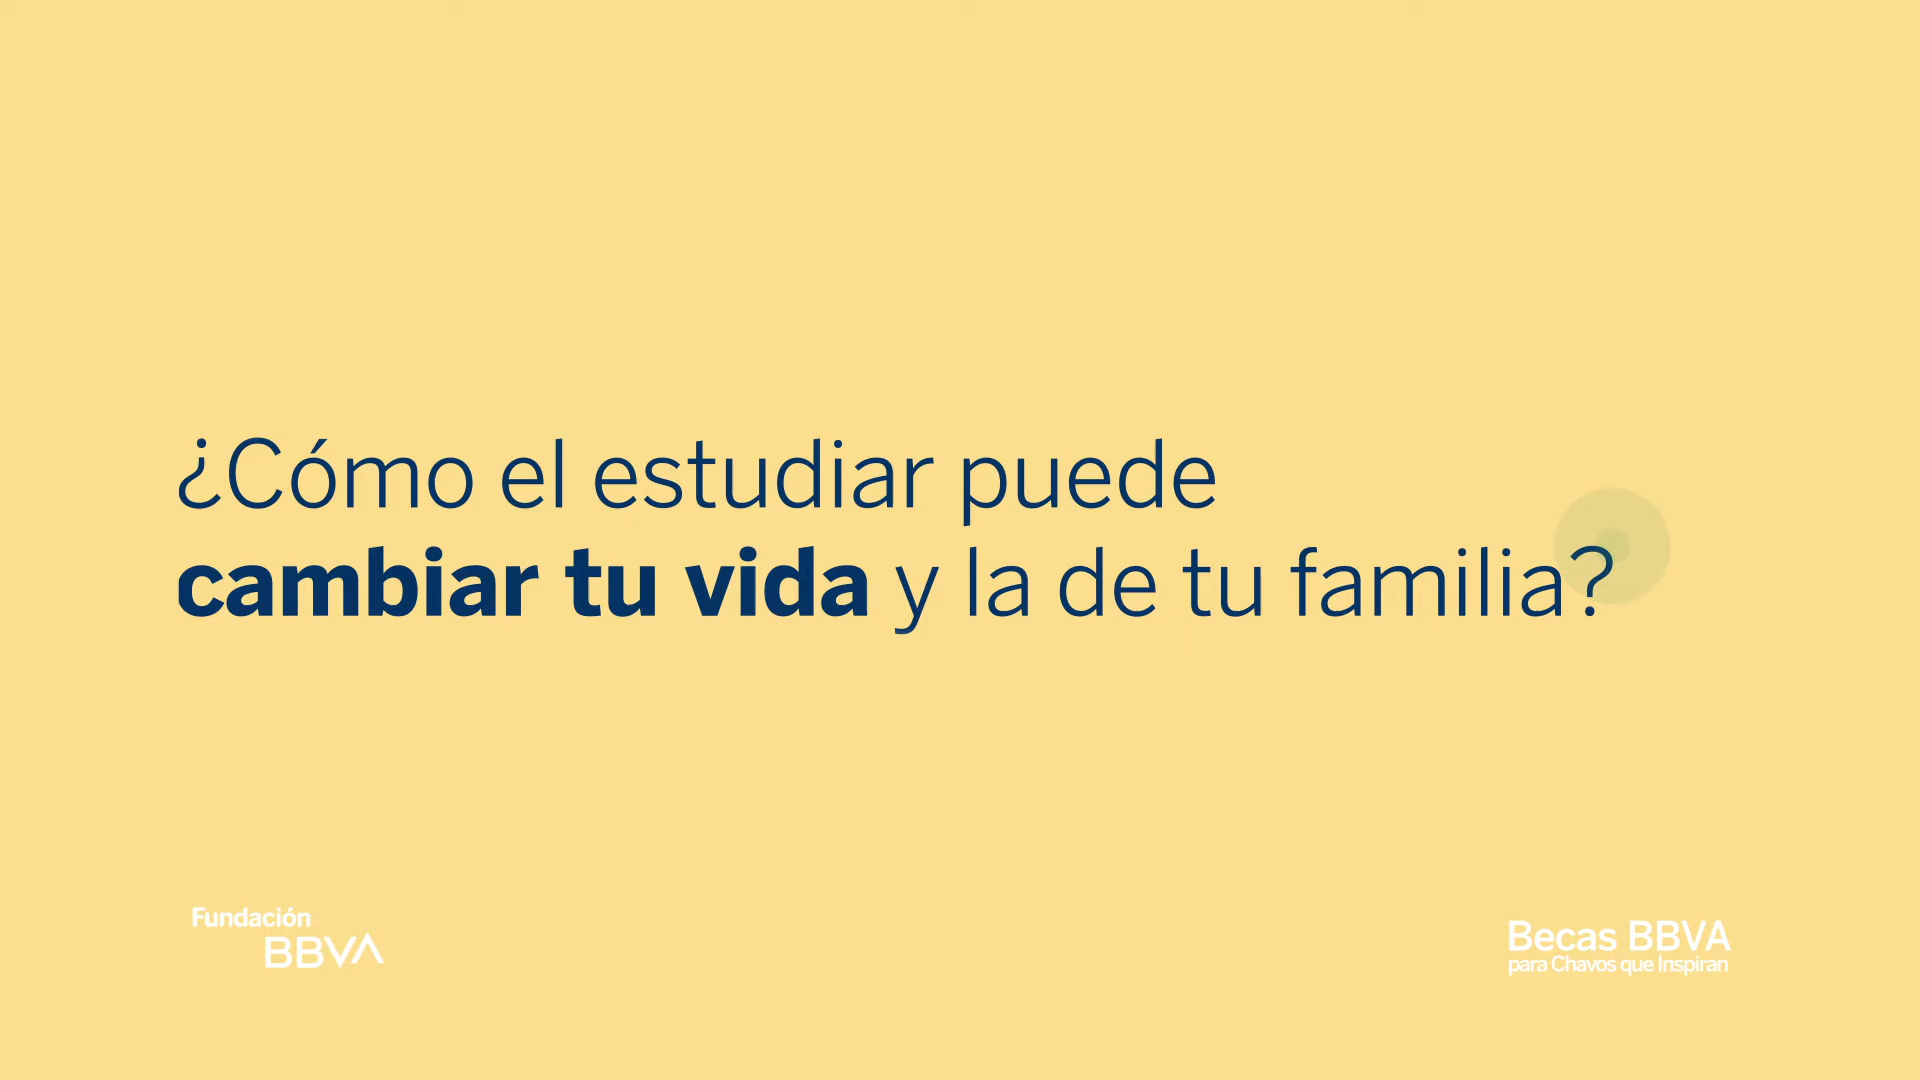 ¿Cómo el estudiar puede
cambiar tu vida y la de tu familia?
Fundación
BBVA
Becas BBVA
para Chavos que Inspiran